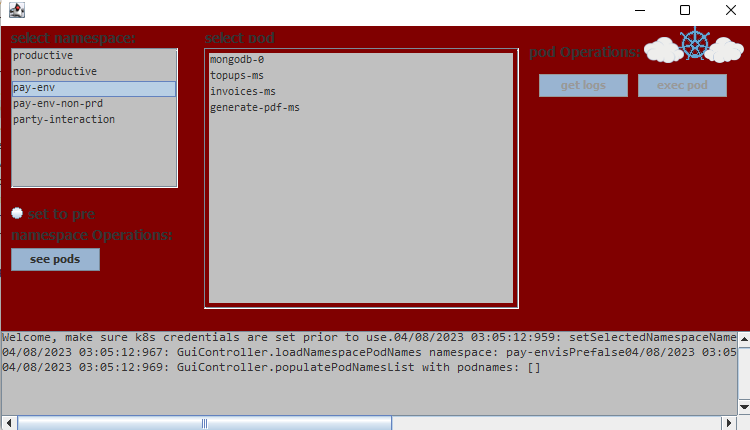 select namespace:
productive
non-productive
pay-env
pay-env-non-prd
party-interaction
set to pre
namespace Operations:
see pods
select ood
mongodb-0
topups-ms
invoices-ms
generate-pdf-ms
pod Operations:
get logs
exec pod
Welcome, make sure k8s credentials are set prior to use.04/08/2023 03:05:12:959: setSelectedNamespaceName
04/08/2023 03:05:12:967: GuiController.loadNamespacePodNames namespace: pay-envisPrefalse04/08/2023 03:05
04/08/2023 03:05:12:969: GuiController.populatePodNamesList with podnames: []